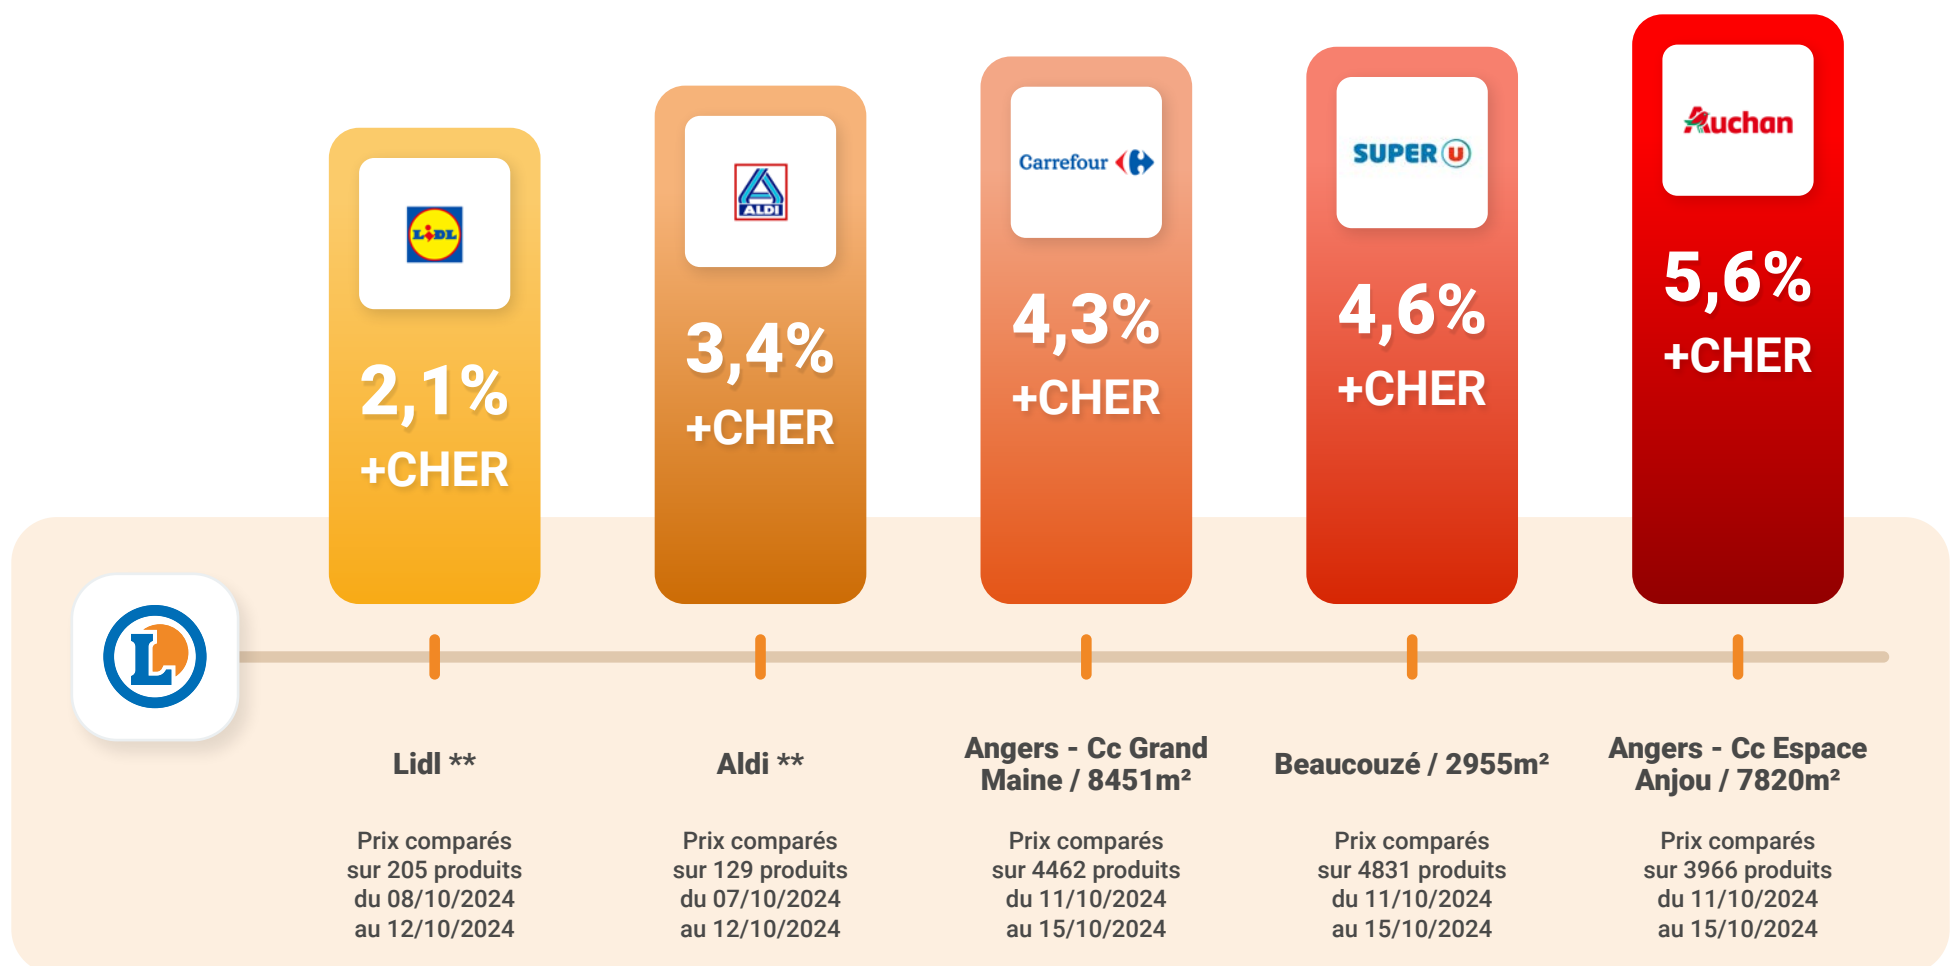 LIDL
2,1%
+CHER
ALDI
3,4%
+CHER
Carrefour
4,3%
+CHER
SUPER U
4,6%
+CHER
Auchan
5,6%
+CHER
L
Lidl **
Prix comparés
sur 205 produits
du 08/10/2024
au 12/10/2024
Aldi **
Prix comparés
sur 129 produits
du 07/10/2024
au 12/10/2024
Angers - Cc Grand
Maine / 8451m²
Prix comparés
sur 4462 produits
du 11/10/2024
au 15/10/2024
Beaucouzé / 2955m²
Prix comparés
sur 4831 produits
du 11/10/2024
au 15/10/2024
Angers - Cc Espace
Anjou / 7820m²
Prix comparés
sur 3966 produits
du 11/10/2024
au 15/10/2024